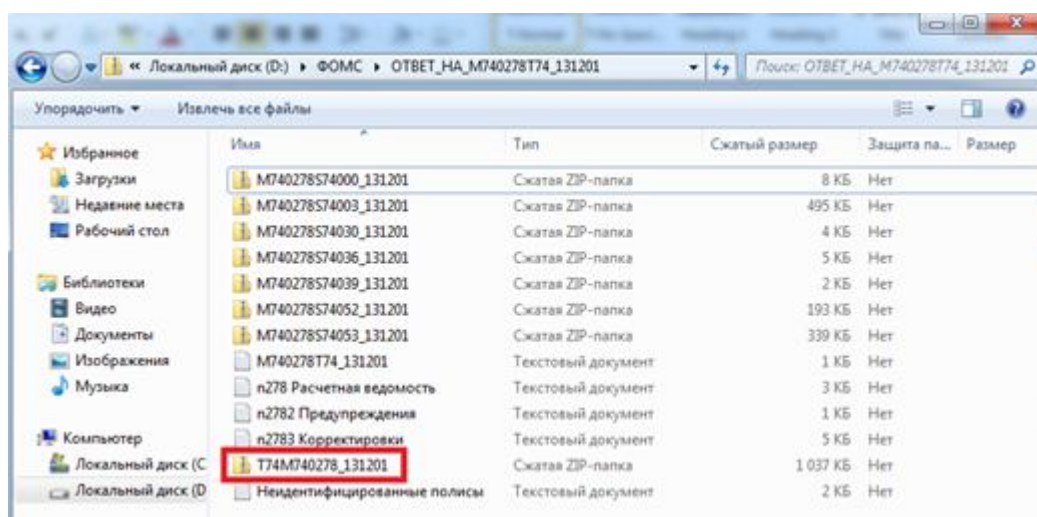 « Локальный диск (D:) ▸ ФОМС ▸ ОТВЕТ_НА_M740278T74_131201 Поиск: ОТВЕТ_НА_M740278T74_131201
Упорядочить Извлечь все файлы
Имя Тип Сжатый размер Защита па... Размер
Избранное
Загрузки M740278S74000_131201 Сжатая ZIP-папка 8 КБ Нет
Недавние места M740278S74003_131201 Сжатая ZIP-папка 495 КБ Нет
Рабочий стол M740278S74030_131201 Сжатая ZIP-папка 4 КБ Нет
M740278S74036_131201 Сжатая ZIP-папка 5 КБ Нет
Библиотеки M740278S74039_131201 Сжатая ZIP-папка 2 КБ Нет
Видео M740278S74052_131201 Сжатая ZIP-папка 193 КБ Нет
Документы M740278S74053_131201 Сжатая ZIP-папка 339 КБ Нет
Изображения M740278T74_131201 Текстовый документ 1 КБ Нет
Музыка n278 Расчетная ведомость Текстовый документ 3 КБ Нет
n2782 Предупреждения Текстовый документ 1 КБ Нет
Компьютер n2783 Корректировки Текстовый документ 5 КБ Нет
Локальный диск (C T74M740278_131201 Сжатая ZIP-папка 1 037 КБ Нет
Локальный диск (D Неидентифицированные полисы Текстовый документ 2 КБ Нет